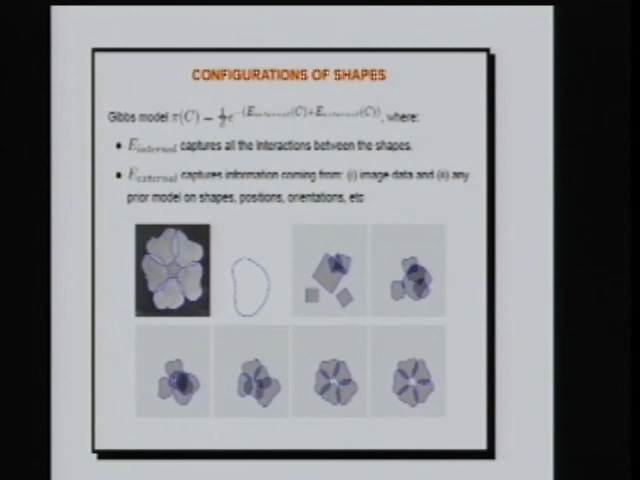 CONFIGURATIONS OF SHAPES
Gibbs model π(C) = 1/Z e^−(E_internal(C)+E_external(C)), where:
• E_internal captures all the interactions between the shapes.
• E_external captures information coming from: (i) image data and (ii) any
prior model on shapes, positions, orientations, etc